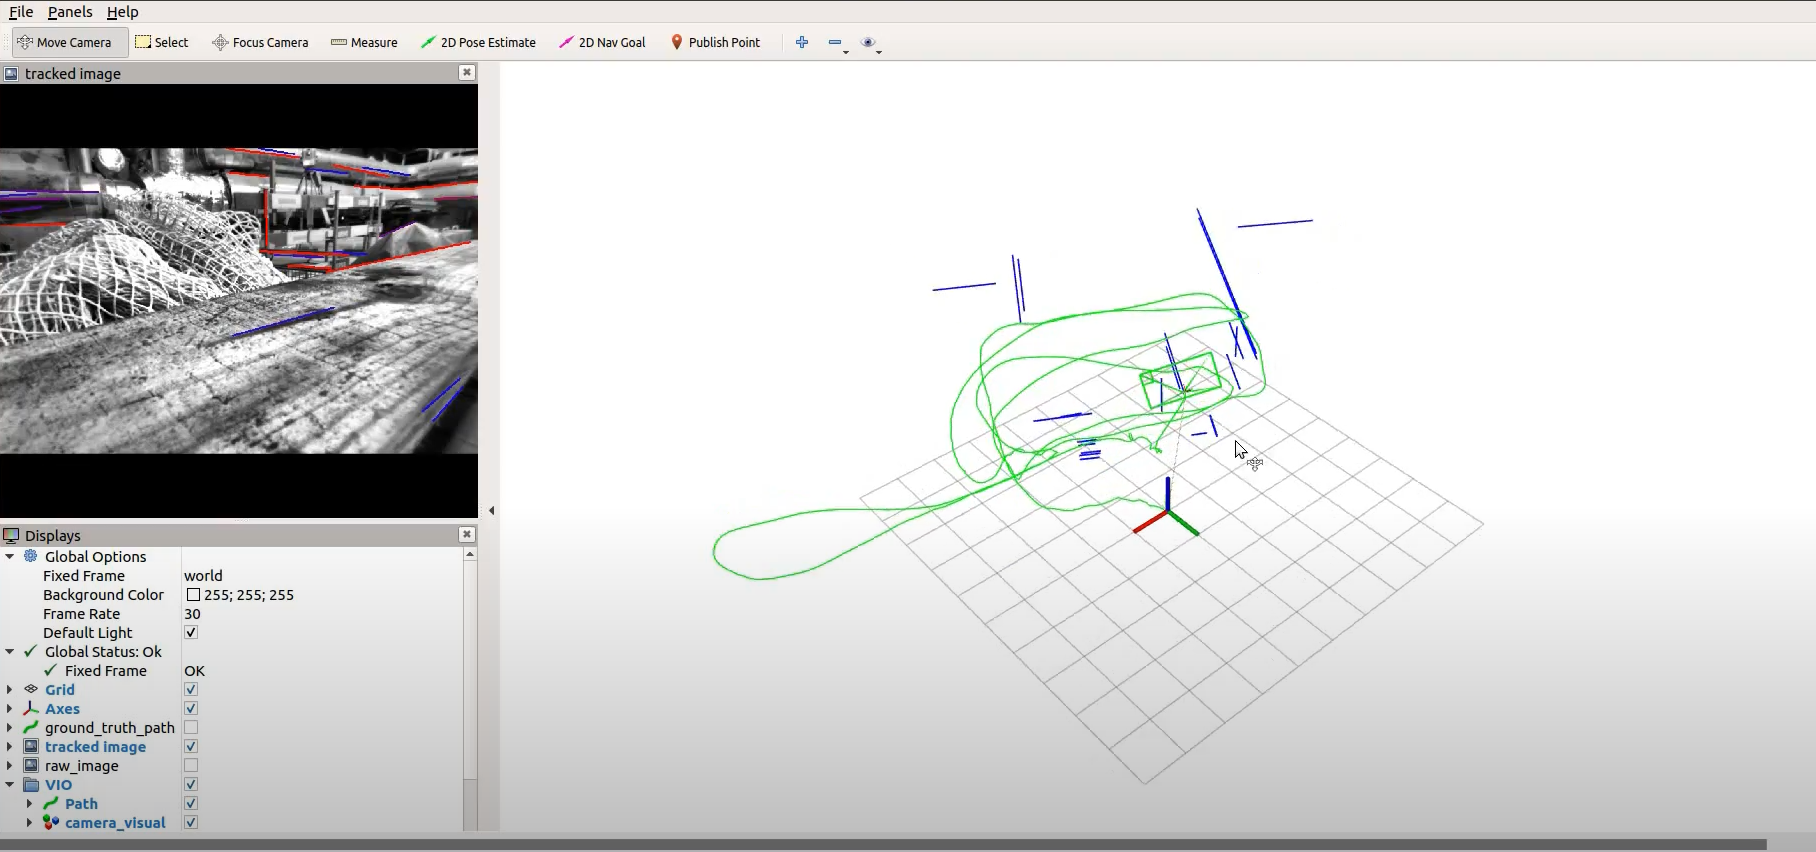 File Panels Help
Move Camera Select Focus Camera Measure 2D Pose Estimate 2D Nav Goal Publish Point
tracked image
Displays
Global Options
Fixed Frame world
Background Color 255; 255; 255
Frame Rate 30
Default Light
Global Status: Ok
Fixed Frame OK
Grid
Axes
ground_truth_path
tracked image
raw_image
VIO
Path
camera_visual